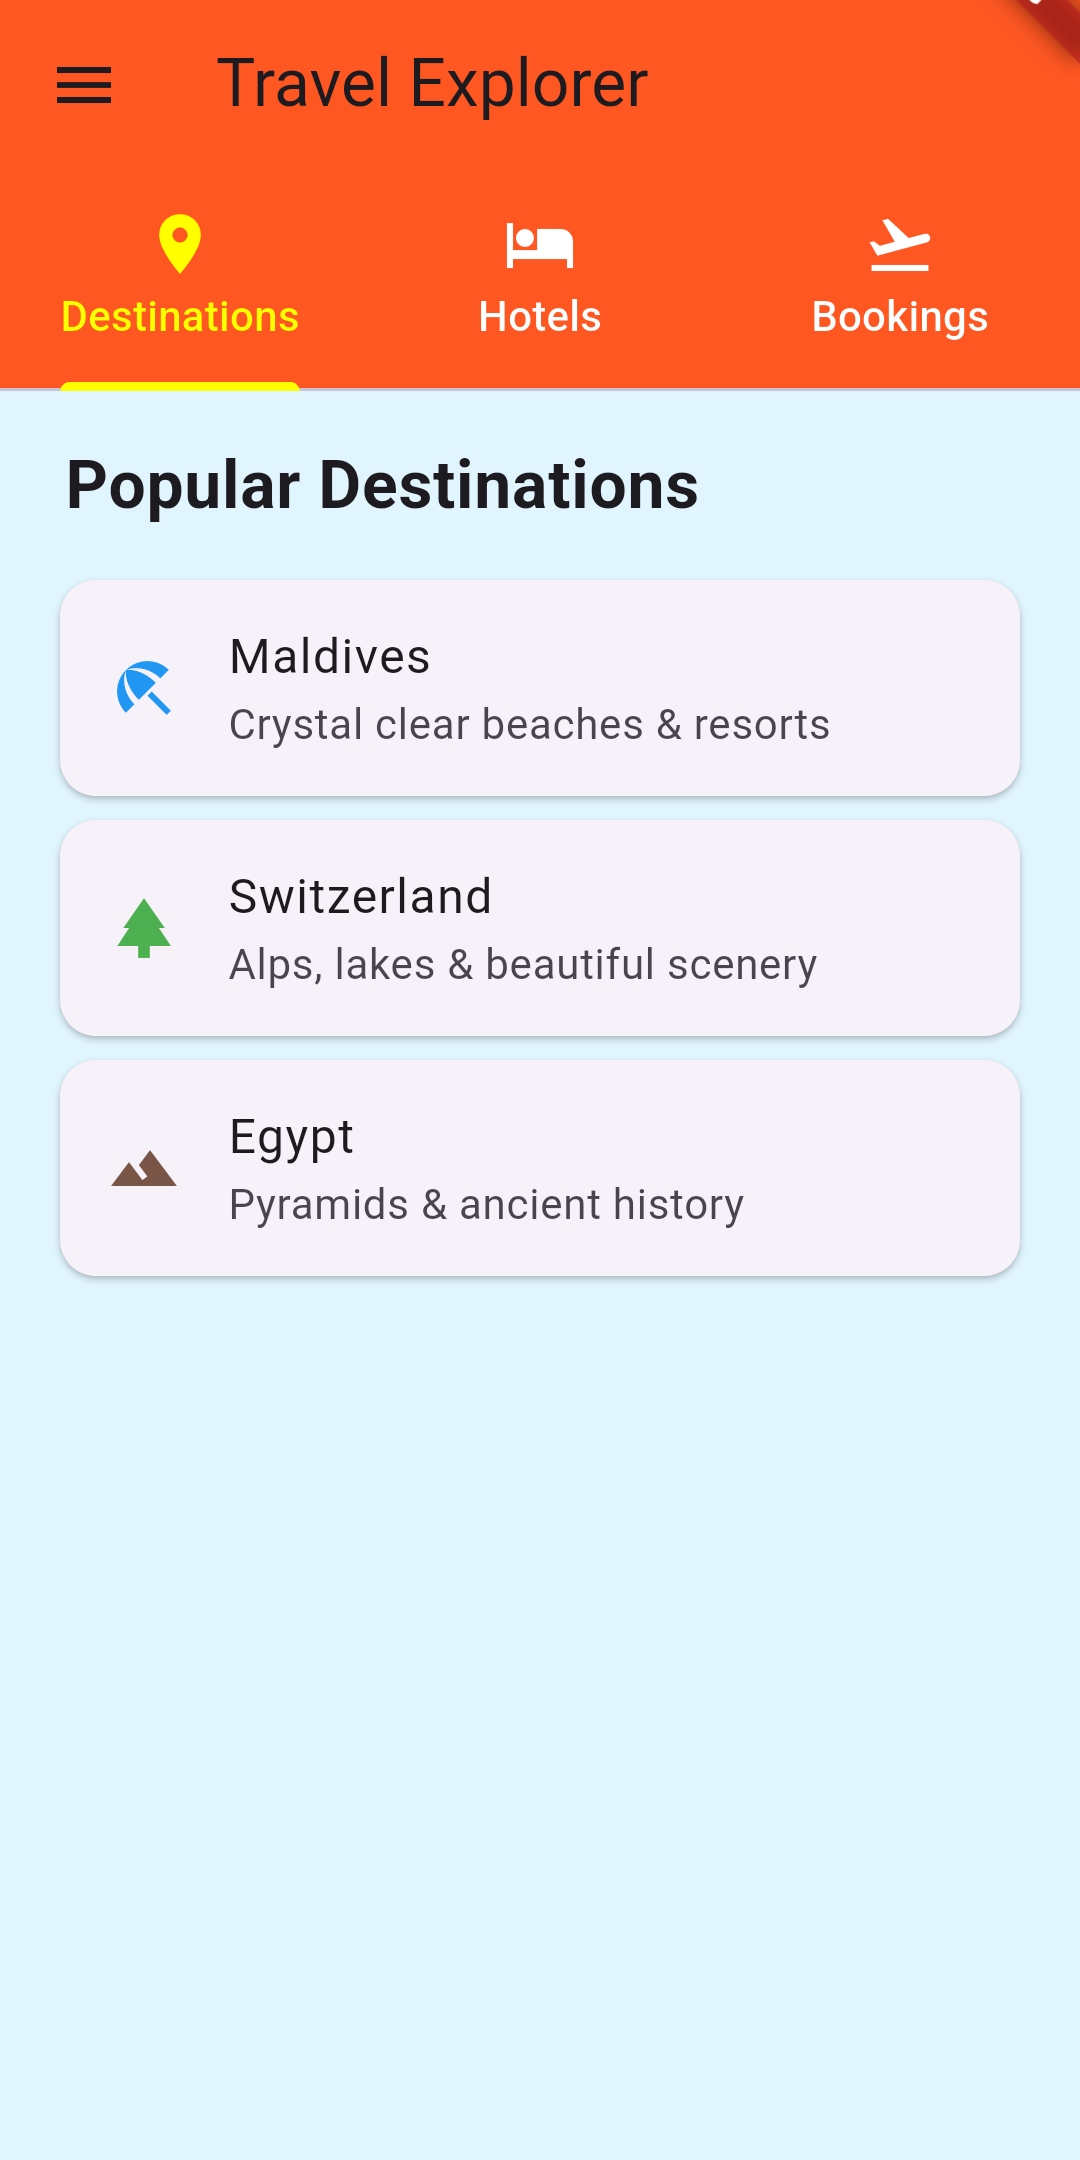 Travel Explorer
Destinations
Hotels
Bookings
Popular Destinations
Maldives
Crystal clear beaches & resorts
Switzerland
Alps, lakes & beautiful scenery
Egypt
Pyramids & ancient history